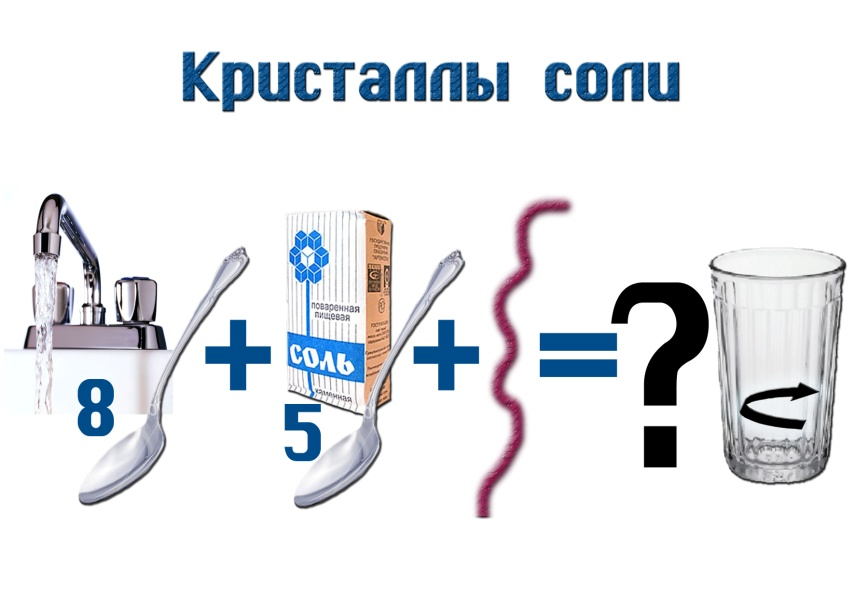 Кристаллы соли
поваренная
пищевая
соль
каменная
8
+
5
+
=
?